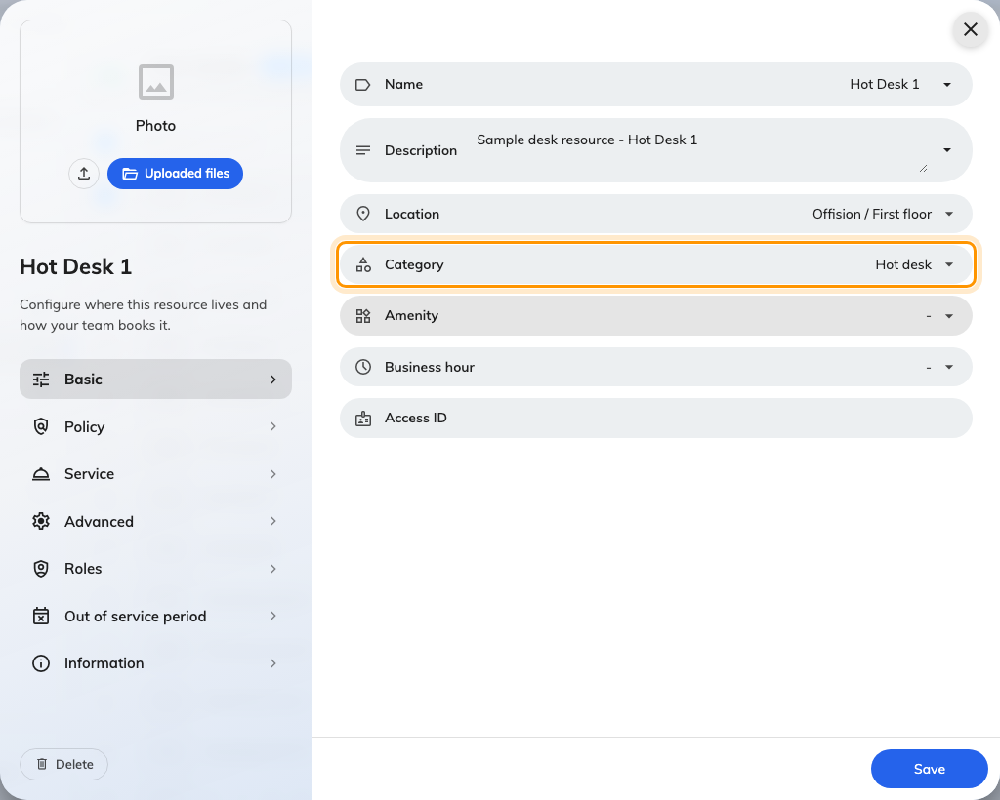 Photo
Uploaded files
Hot Desk 1
Configure where this resource lives and
how your team books it.
Basic
Policy
Service
Advanced
Roles
Out of service period
Information
Delete
Name Hot Desk 1
Description Sample desk resource - Hot Desk 1
Location Offision / First floor
Category Hot desk
Amenity -
Business hour -
Access ID
Save